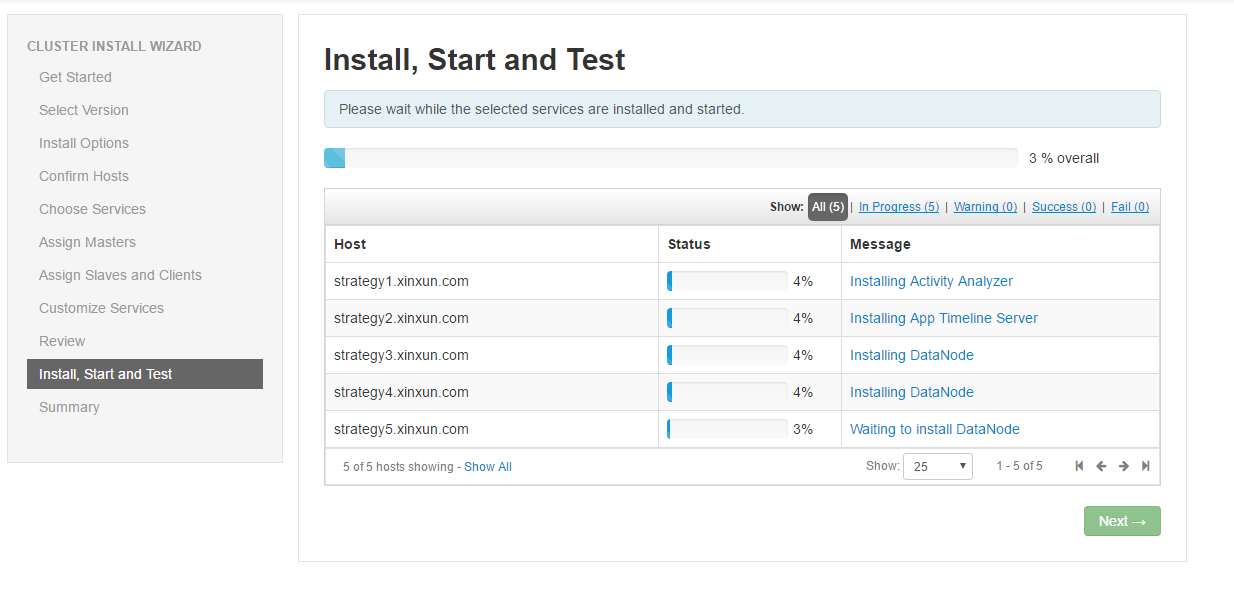 CLUSTER INSTALL WIZARD
Get Started
Select Version
Install Options
Confirm Hosts
Choose Services
Assign Masters
Assign Slaves and Clients
Customize Services
Review
Install, Start and Test
Summary
Install, Start and Test
Please wait while the selected services are installed and started.
3 % overall
Show: All (5) | In Progress (5) | Warning (0) | Success (0) | Fail (0)
Host Status Message
strategy1.xinxun.com 4% Installing Activity Analyzer
strategy2.xinxun.com 4% Installing App Timeline Server
strategy3.xinxun.com 4% Installing DataNode
strategy4.xinxun.com 4% Installing DataNode
strategy5.xinxun.com 3% Waiting to install DataNode
5 of 5 hosts showing - Show All Show: 25 1 - 5 of 5
Next →